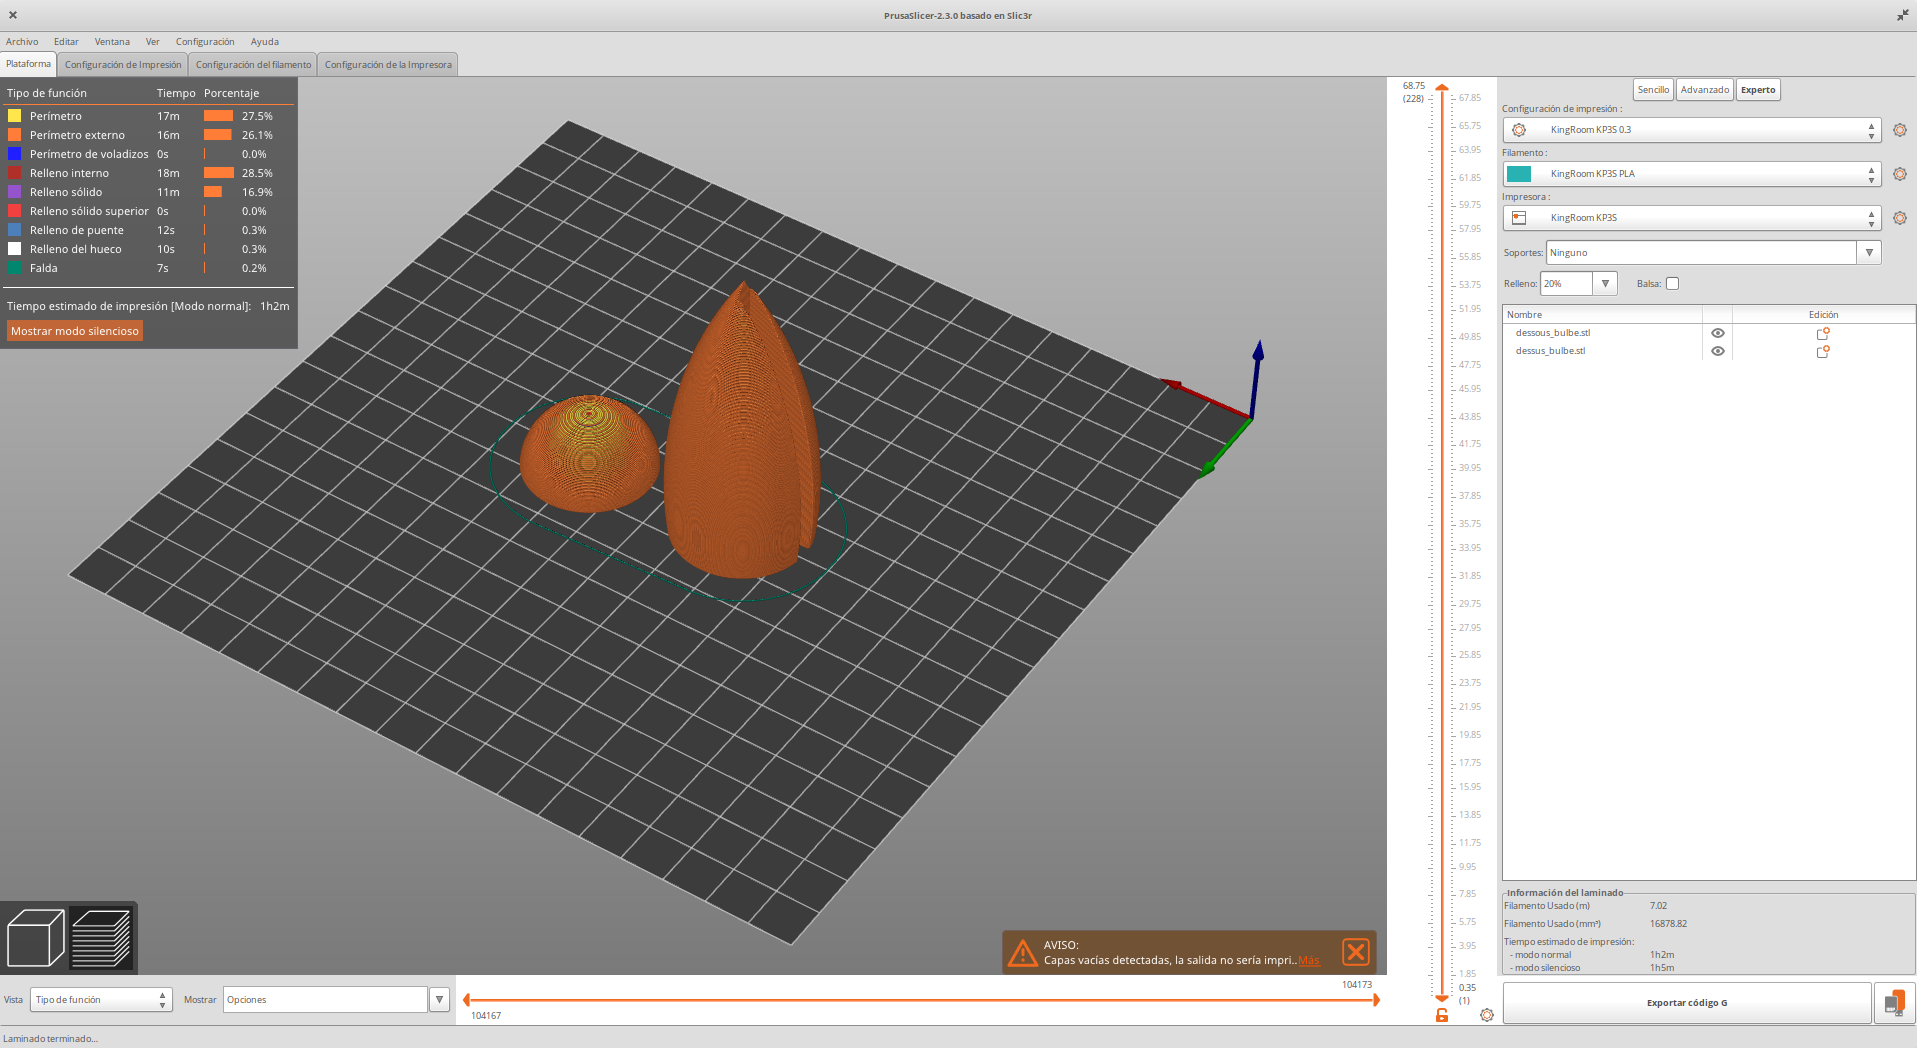 PrusaSlicer-2.3.0 basado en Slic3r
Archivo Editar Ventana Ver Configuración Ayuda
Plataforma Configuración de Impresión Configuración del filamento Configuración de la Impresora
Tipo de función Tiempo Porcentaje
Perímetro 17m 27.5%
Perímetro externo 16m 26.1%
Perímetro de voladizos 0s 0.0%
Relleno interno 18m 28.5%
Relleno sólido 11m 16.9%
Relleno sólido superior 0s 0.0%
Relleno de puente 12s 0.3%
Relleno del hueco 10s 0.3%
Falda 7s 0.2%
Tiempo estimado de impresión [Modo normal]: 1h2m
Mostrar modo silencioso
AVISO:
Capas vacías detectadas, la salida no sería impri..Más
68.75
(228)
67.85
65.75
63.95
61.85
59.75
57.95
55.85
53.75
51.95
49.85
47.75
45.95
43.85
41.75
39.95
37.85
35.75
33.95
31.85
29.75
27.95
25.85
23.75
21.95
19.85
17.75
15.95
13.85
11.75
9.95
7.85
5.75
3.95
1.85
0.35
(1)
Sencillo Avanzado Experto
Configuración de impresión :
KingRoom KP3S 0.3
Filamento :
KingRoom KP3S PLA
Impresora :
KingRoom KP3S
Soportes: Ninguno
Relleno: 20% Balsa:
Nombre Edición
dessous_bulbe.stl
dessus_bulbe.stl
Información del laminado
Filamento Usado (m) 7.02
Filamento Usado (mm³) 16878.82
Tiempo estimado de impresión:
- modo normal 1h2m
- modo silencioso 1h5m
Exportar código G
Vista Tipo de función Mostrar Opciones
104173
104167
Laminado terminado...